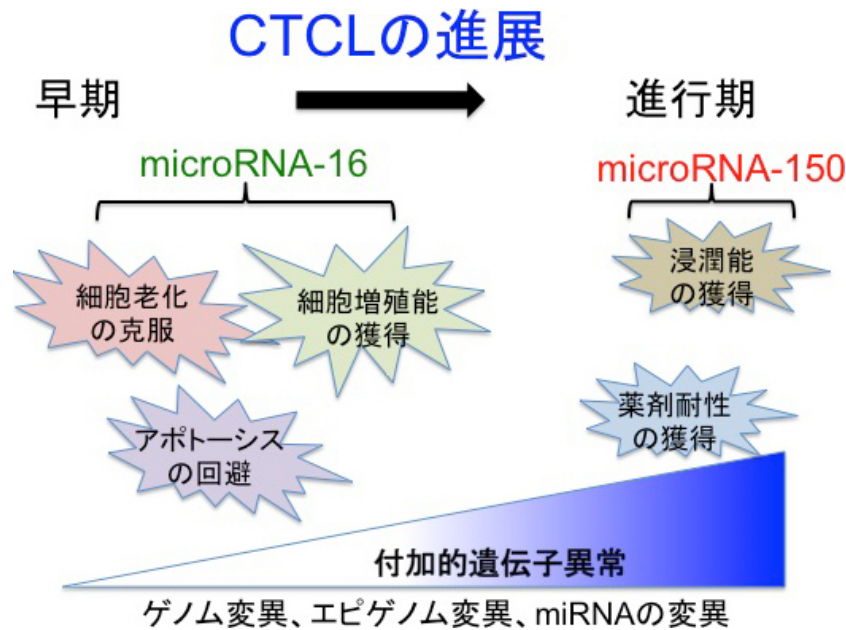 CTCLの進展
早期
進行期
microRNA-16
microRNA-150
細胞老化
の克服
細胞増殖能
の獲得
浸潤能
の獲得
アポトーシス
の回避
薬剤耐性
の獲得
付加的遺伝子異常
ゲノム変異、エピゲノム変異、miRNAの変異